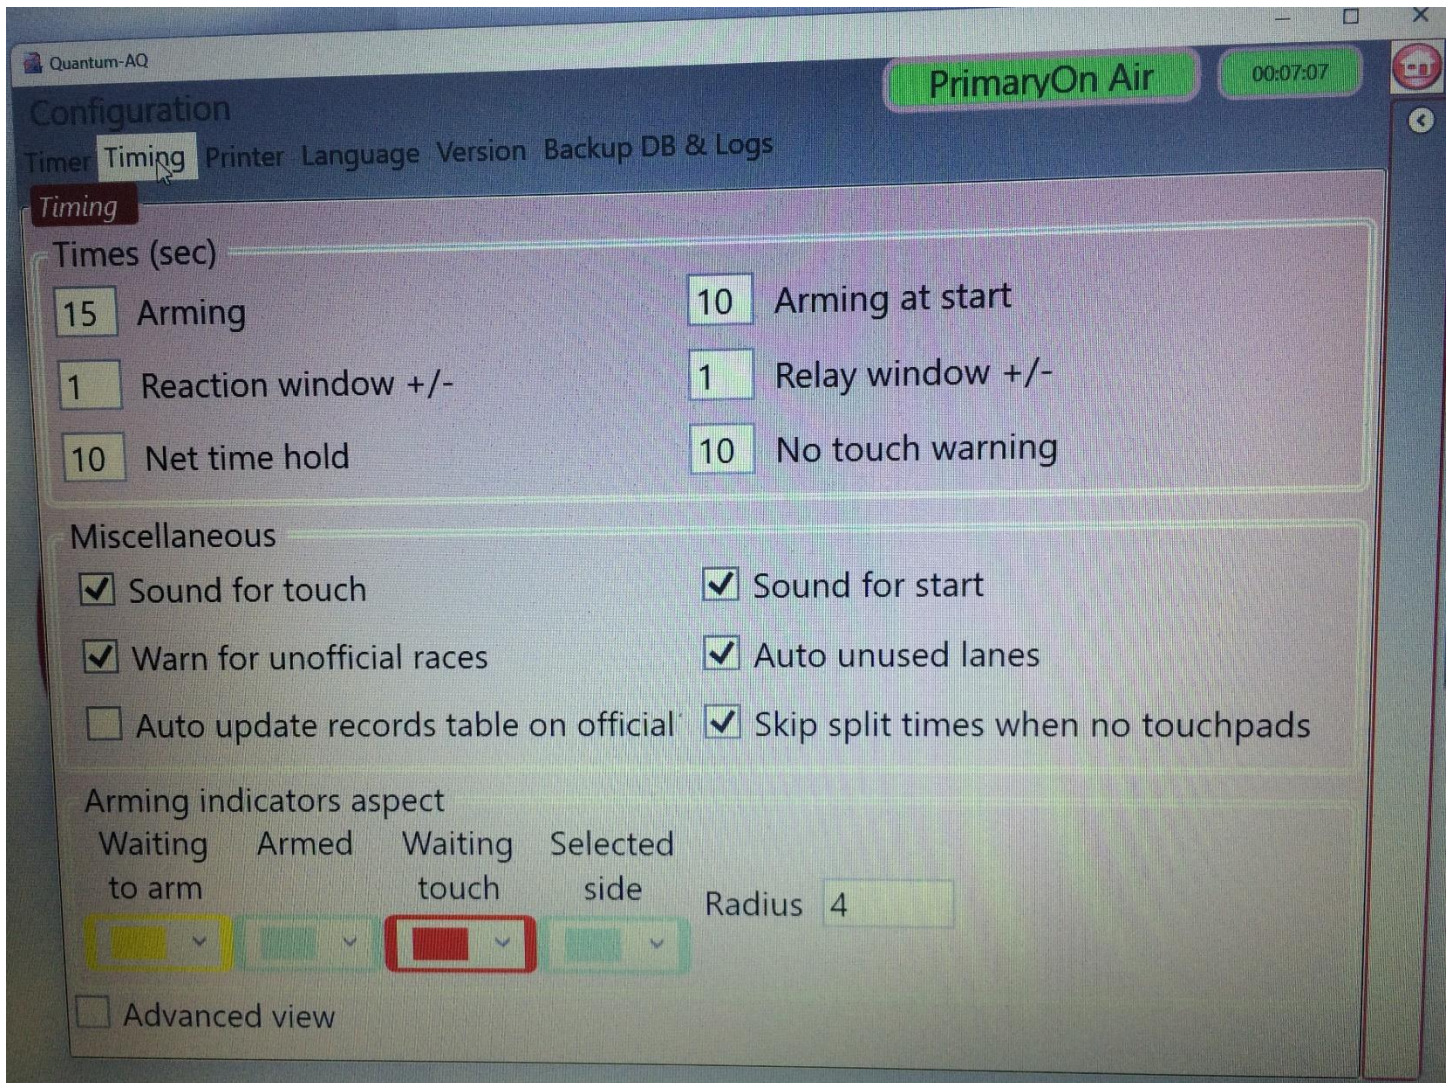 Quantum-AQ
Configuration
PrimaryOn Air
00:07:07
Timer Timing Printer Language Version Backup DB & Logs
Timing
Times (sec)
15 Arming
10 Arming at start
1 Reaction window +/-
1 Relay window +/-
10 Net time hold
10 No touch warning
Miscellaneous
Sound for touch
Sound for start
Warn for unofficial races
Auto unused lanes
Auto update records table on official
Skip split times when no touchpads
Arming indicators aspect
Waiting to arm
Armed
Waiting touch
Selected side
Radius 4
Advanced view